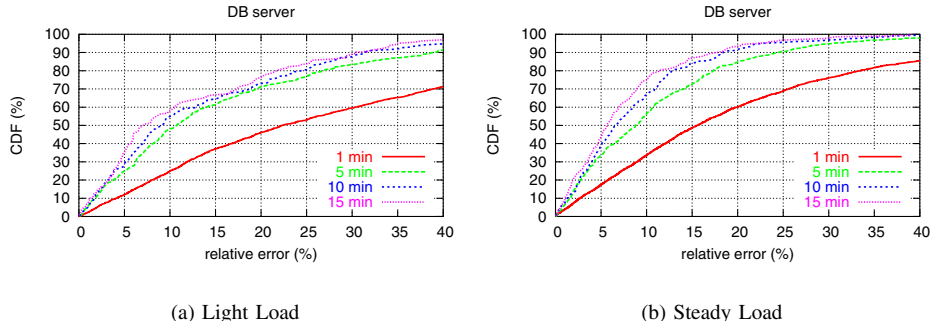 DB server
CDF (%)
100
90
80
70
60
50
40
30
20
10
0
1 min
5 min
10 min
15 min
0 5 10 15 20 25 30 35 40
relative error (%)
(a) Light Load
DB server
CDF (%)
100
90
80
70
60
50
40
30
20
10
0
1 min
5 min
10 min
15 min
0 5 10 15 20 25 30 35 40
relative error (%)
(b) Steady Load